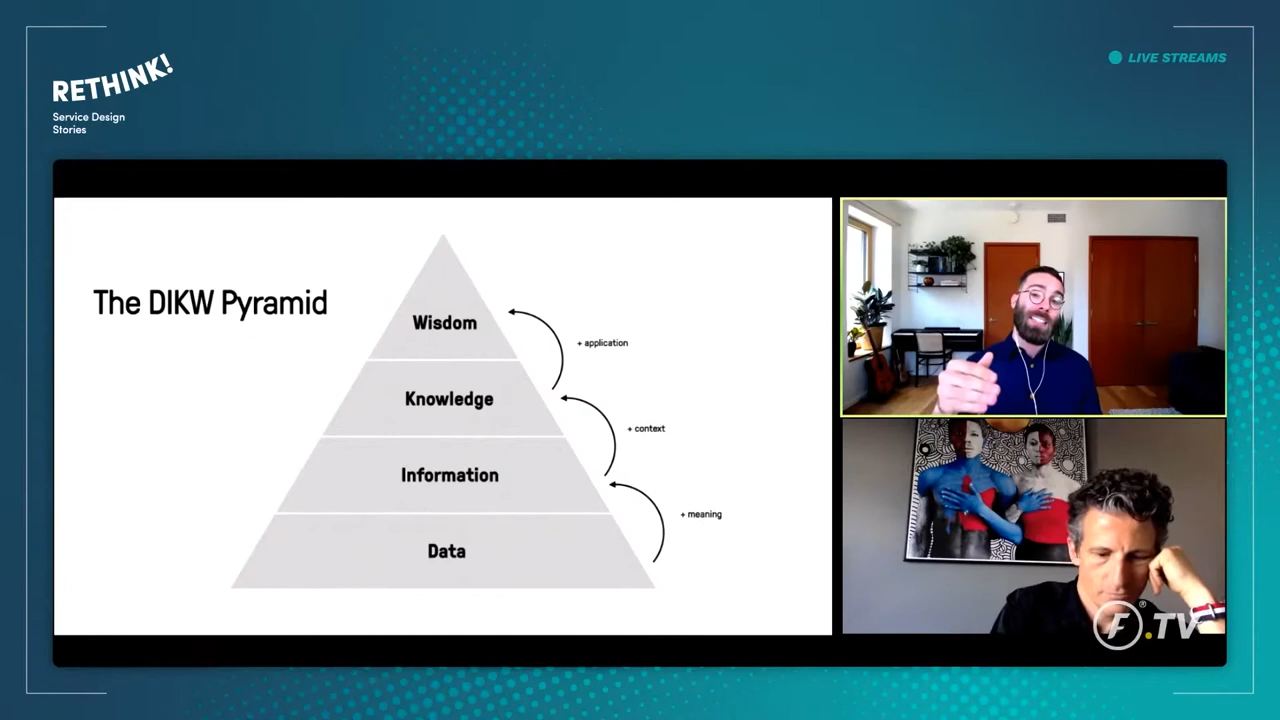 RETHINK!
Service Design
Stories
LIVE STREAMS
The DIKW Pyramid
Wisdom
+ application
Knowledge
+ context
Information
+ meaning
Data
F®.TV